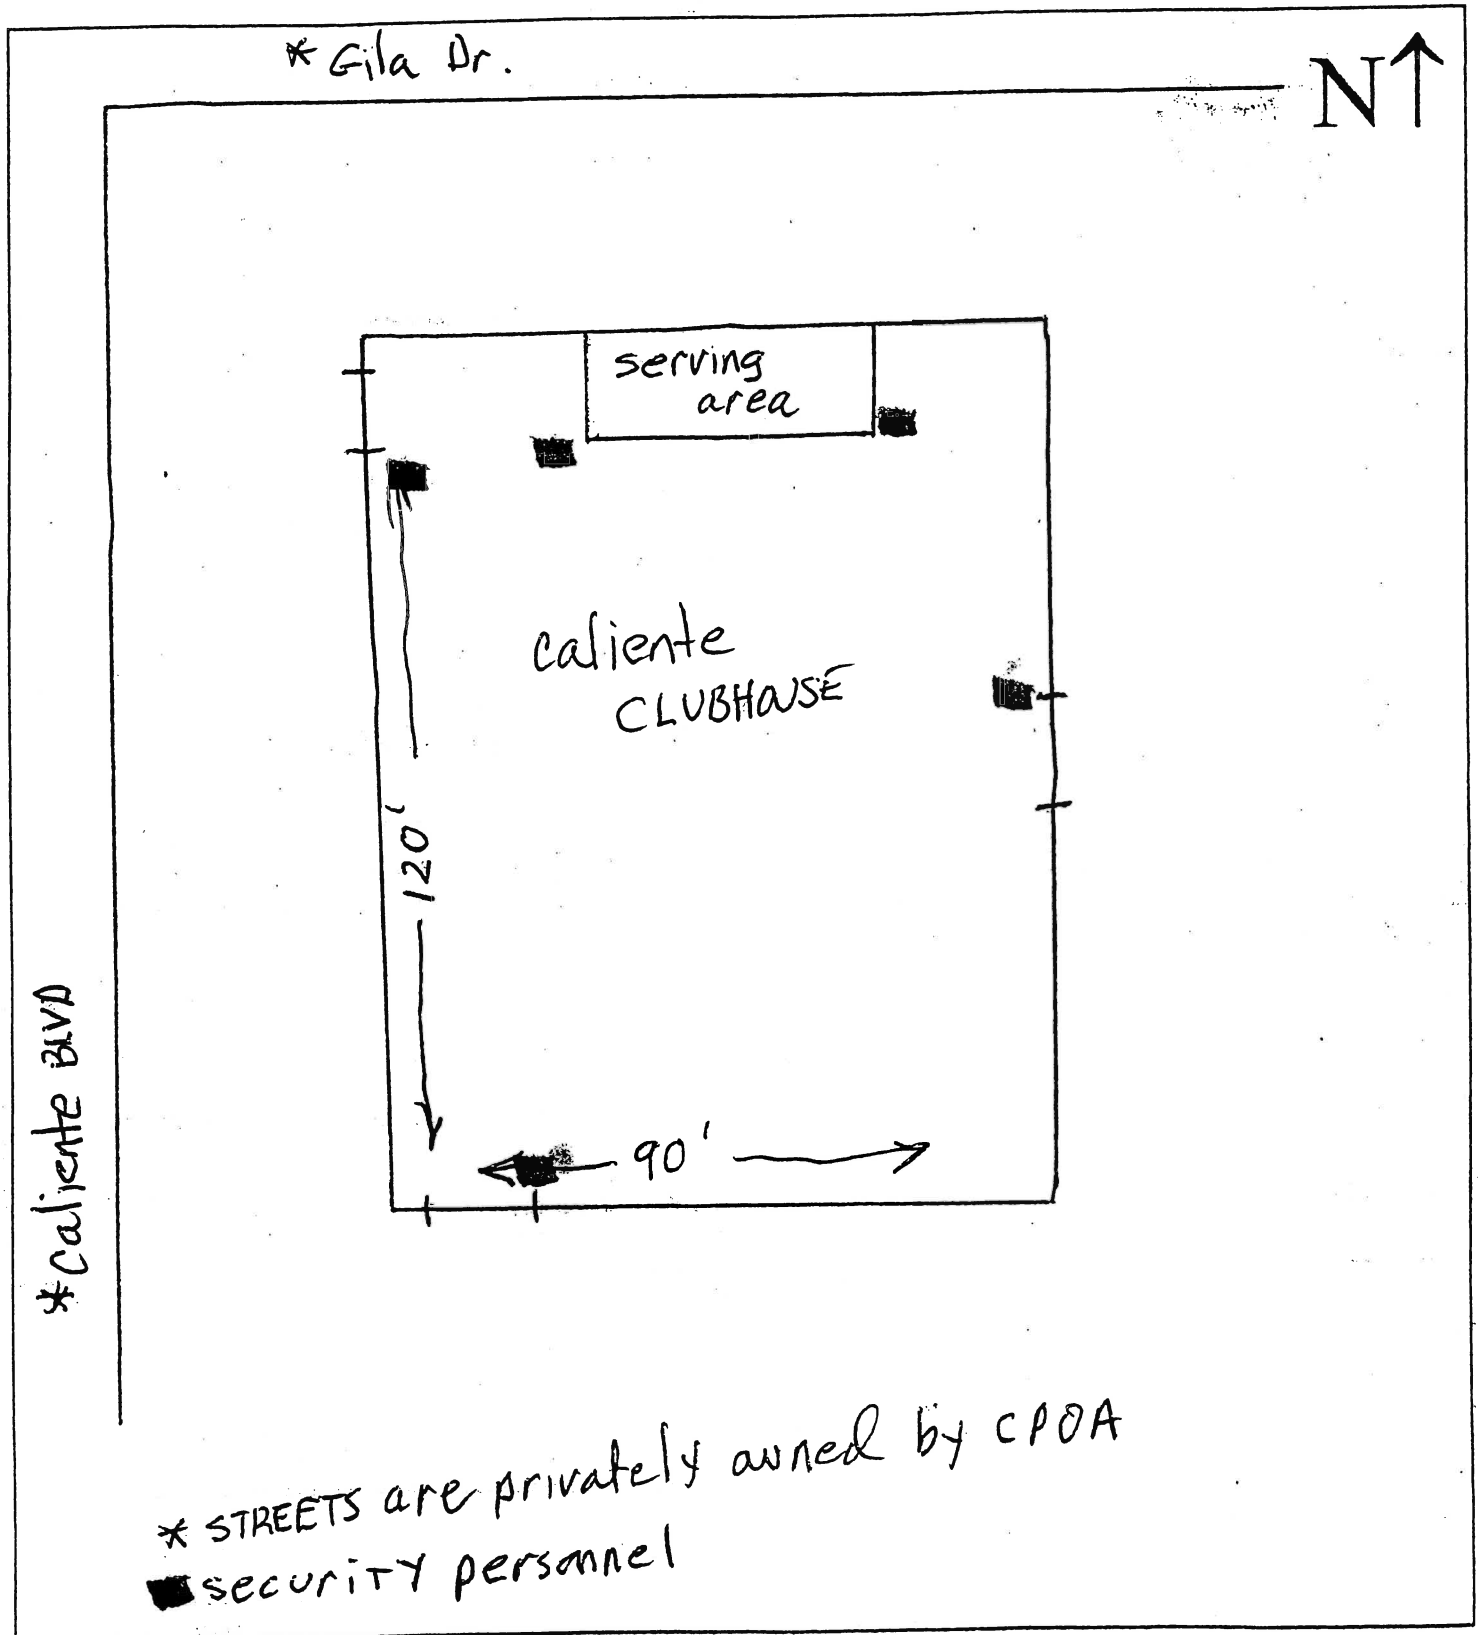 * Gila Dr.
N
serving
area
caliente
CLUBHOUSE
120'
90'
*Caliente BLVD
* STREETS are privately owned by CPOA
security personnel